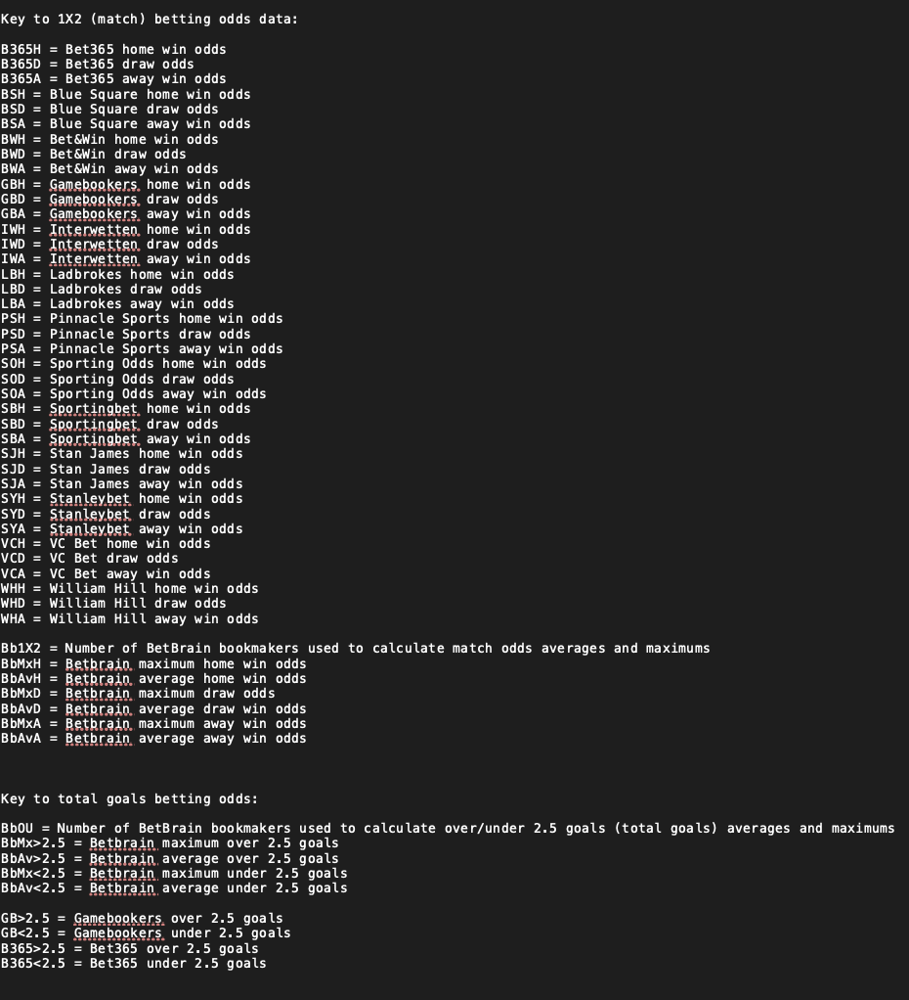 Key to 1X2 (match) betting odds data:
B365H = Bet365 home win odds
B365D = Bet365 draw odds
B365A = Bet365 away win odds
BSH = Blue Square home win odds
BSD = Blue Square draw odds
BSA = Blue Square away win odds
BWH = Bet&Win home win odds
BWD = Bet&Win draw odds
BWA = Bet&Win away win odds
GBH = Gamebookers home win odds
GBD = Gamebookers draw odds
GBA = Gamebookers away win odds
IWH = Interwetten home win odds
IWD = Interwetten draw odds
IWA = Interwetten away win odds
LBH = Ladbrokes home win odds
LBD = Ladbrokes draw odds
LBA = Ladbrokes away win odds
PSH = Pinnacle Sports home win odds
PSD = Pinnacle Sports draw odds
PSA = Pinnacle Sports away win odds
SOH = Sporting Odds home win odds
SOD = Sporting Odds draw odds
SOA = Sporting Odds away win odds
SBH = Sportingbet home win odds
SBD = Sportingbet draw odds
SBA = Sportingbet away win odds
SJH = Stan James home win odds
SJD = Stan James draw odds
SJA = Stan James away win odds
SYH = Stanleybet home win odds
SYD = Stanleybet draw odds
SYA = Stanleybet away win odds
VCH = VC Bet home win odds
VCD = VC Bet draw odds
VCA = VC Bet away win odds
WHH = William Hill home win odds
WHD = William Hill draw odds
WHA = William Hill away win odds
Bb1X2 = Number of BetBrain bookmakers used to calculate match odds averages and maximums
BbMxH = Betbrain maximum home win odds
BbAvH = Betbrain average home win odds
BbMxD = Betbrain maximum draw odds
BbAvD = Betbrain average draw win odds
BbMxA = Betbrain maximum away win odds
BbAvA = Betbrain average away win odds
Key to total goals betting odds:
BbOU = Number of BetBrain bookmakers used to calculate over/under 2.5 goals (total goals) averages and maximums
BbMx>2.5 = Betbrain maximum over 2.5 goals
BbAv>2.5 = Betbrain average over 2.5 goals
BbMx<2.5 = Betbrain maximum under 2.5 goals
BbAv<2.5 = Betbrain average under 2.5 goals
GB>2.5 = Gamebookers over 2.5 goals
GB<2.5 = Gamebookers under 2.5 goals
B365>2.5 = Bet365 over 2.5 goals
B365<2.5 = Bet365 under 2.5 goals